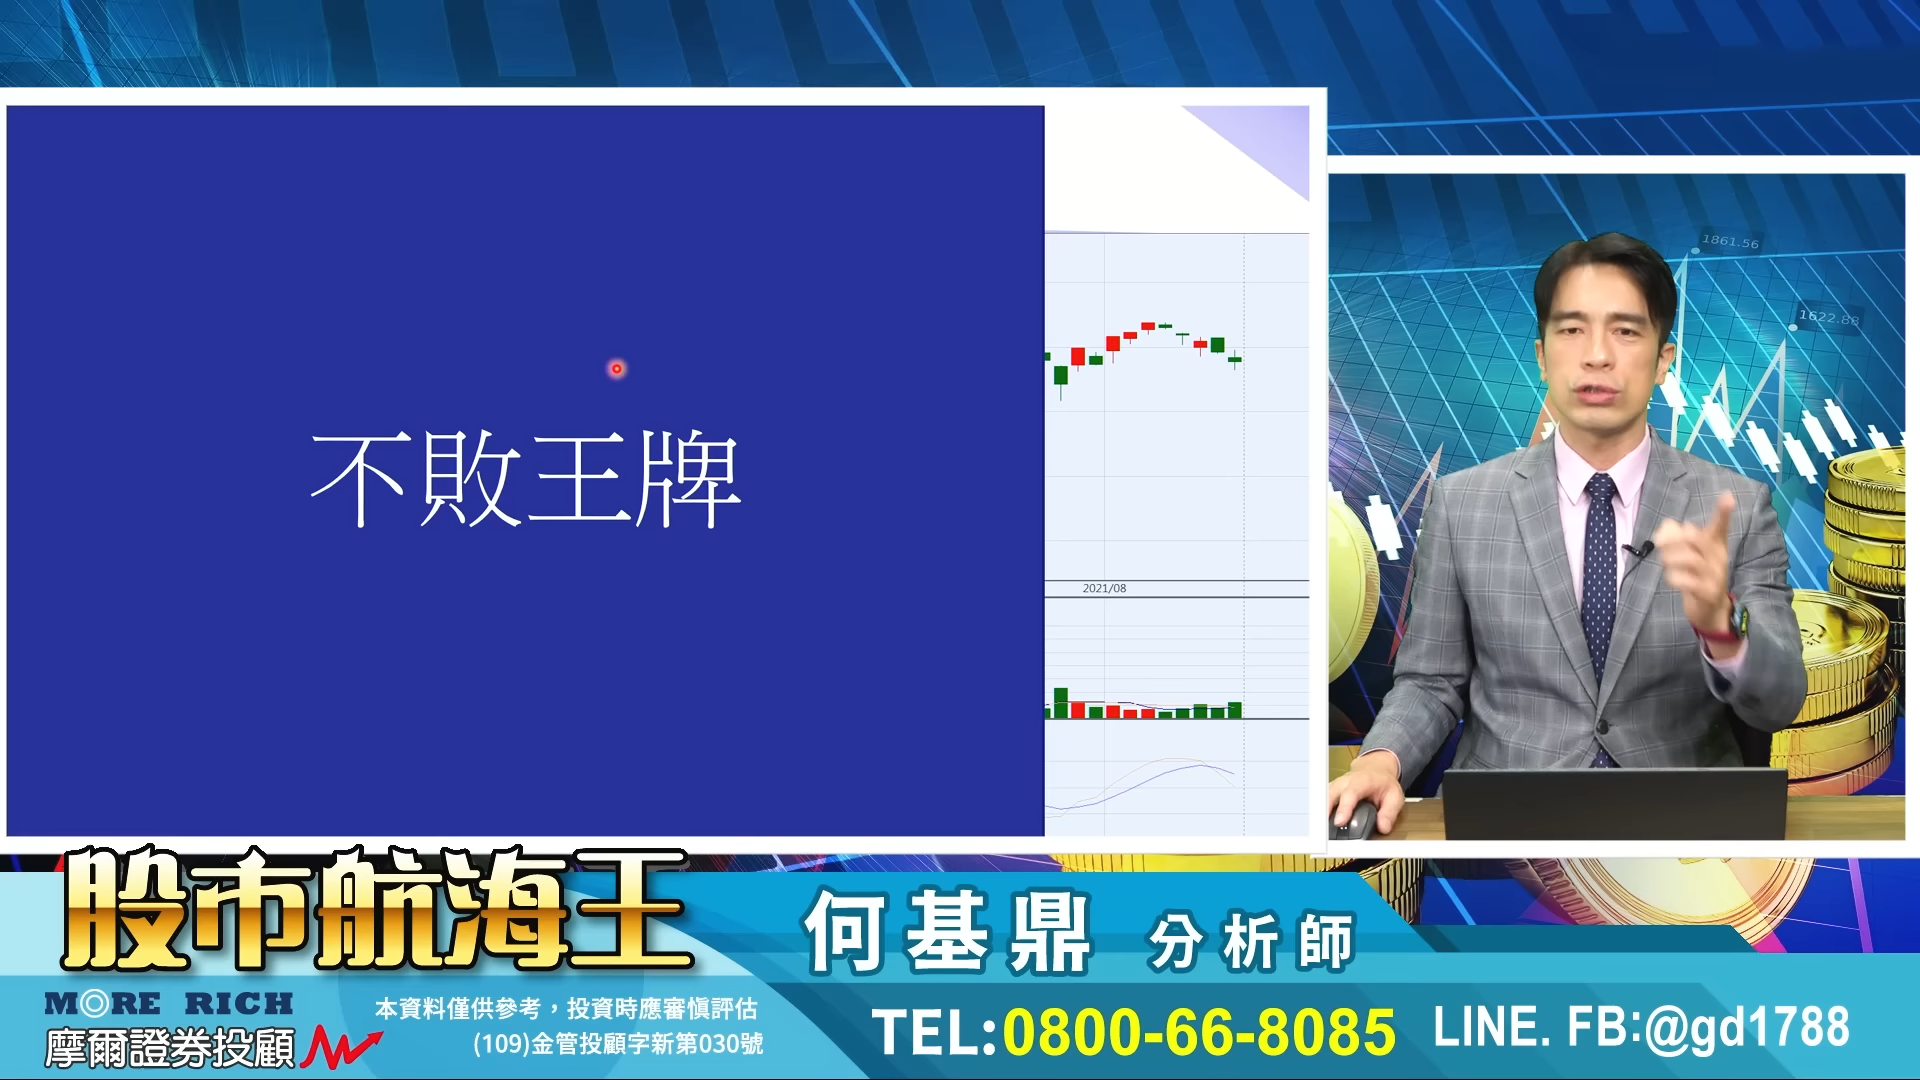 1861.56
1622.88
不敗王牌
2021/08
股市航海王
何基鼎 分析師
MORE RICH
摩爾證券投顧
本資料僅供參考，投資時應審慎評估
(109)金管投顧字新第030號
TEL:0800-66-8085
LINE. FB:@gd1788